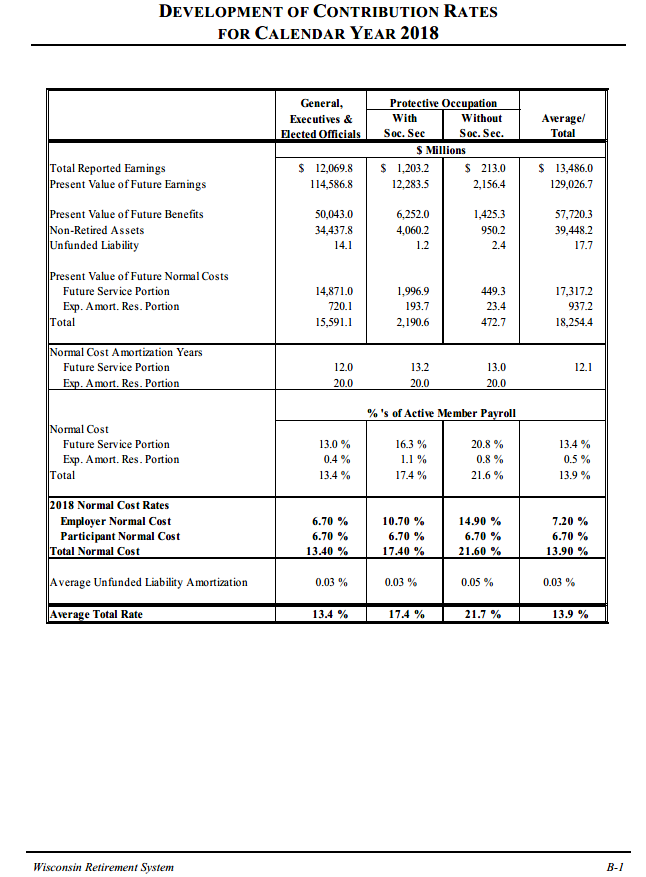 DEVELOPMENT OF CONTRIBUTION RATES
FOR CALENDAR YEAR 2018
General, Protective Occupation
Executives & With Without Average/
Elected Officials Soc. Sec Soc. Sec. Total
$ Millions
Total Reported Earnings $ 12,069.8 $ 1,203.2 $ 213.0 $ 13,486.0
Present Value of Future Earnings 114,586.8 12,283.5 2,156.4 129,026.7
Present Value of Future Benefits 50,043.0 6,252.0 1,425.3 57,720.3
Non-Retired Assets 34,437.8 4,060.2 950.2 39,448.2
Unfunded Liability 14.1 1.2 2.4 17.7
Present Value of Future Normal Costs
Future Service Portion 14,871.0 1,996.9 449.3 17,317.2
Exp. Amort. Res. Portion 720.1 193.7 23.4 937.2
Total 15,591.1 2,190.6 472.7 18,254.4
Normal Cost Amortization Years
Future Service Portion 12.0 13.2 13.0 12.1
Exp. Amort. Res. Portion 20.0 20.0 20.0
% 's of Active Member Payroll
Normal Cost
Future Service Portion 13.0 % 16.3 % 20.8 % 13.4 %
Exp. Amort. Res. Portion 0.4 % 1.1 % 0.8 % 0.5 %
Total 13.4 % 17.4 % 21.6 % 13.9 %
2018 Normal Cost Rates
Employer Normal Cost 6.70 % 10.70 % 14.90 % 7.20 %
Participant Normal Cost 6.70 % 6.70 % 6.70 % 6.70 %
Total Normal Cost 13.40 % 17.40 % 21.60 % 13.90 %
Average Unfunded Liability Amortization 0.03 % 0.03 % 0.05 % 0.03 %
Average Total Rate 13.4 % 17.4 % 21.7 % 13.9 %
Wisconsin Retirement System B-1